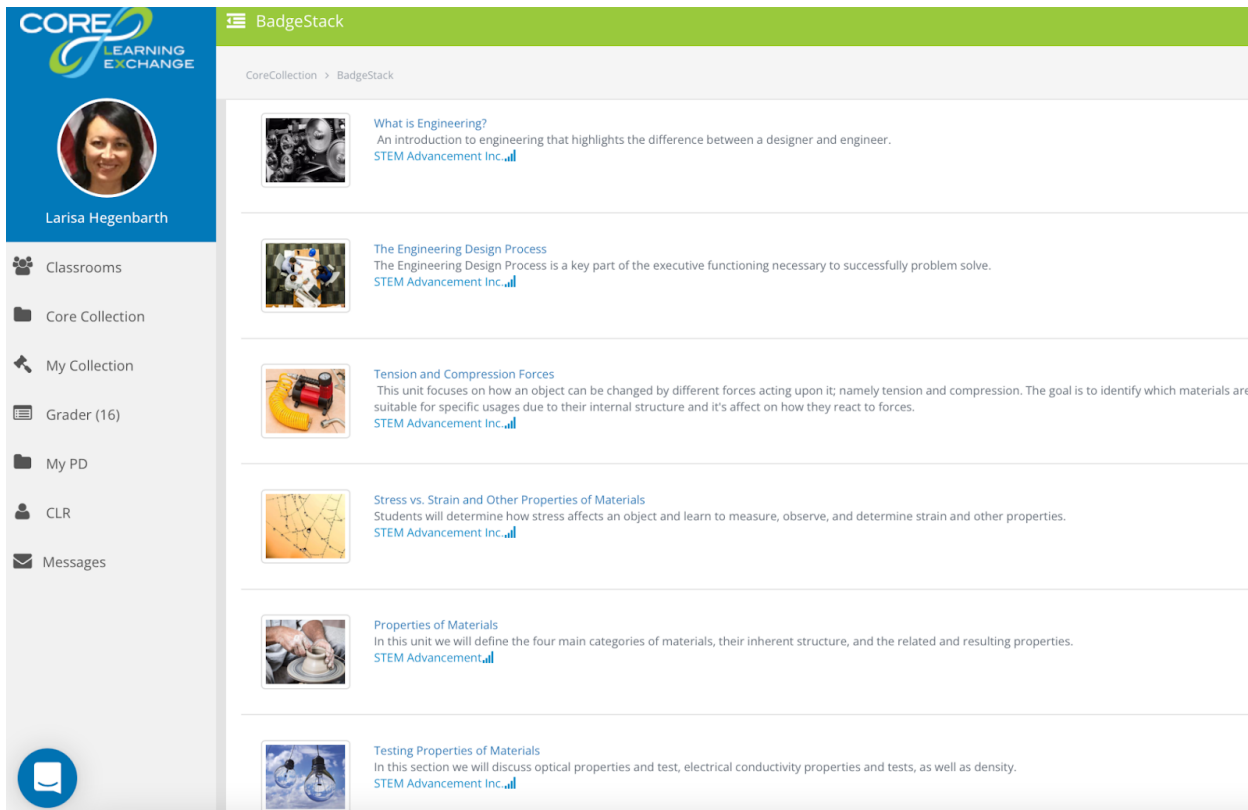 CORE
LEARNING
EXCHANGE
BadgeStack
CoreCollection > BadgeStack
Larisa Hegenbarth
Classrooms
Core Collection
My Collection
Grader (16)
My PD
CLR
Messages
What is Engineering?
An introduction to engineering that highlights the difference between a designer and engineer.
STEM Advancement Inc.
The Engineering Design Process
The Engineering Design Process is a key part of the executive functioning necessary to successfully problem solve.
STEM Advancement Inc.
Tension and Compression Forces
This unit focuses on how an object can be changed by different forces acting upon it; namely tension and compression. The goal is to identify which materials are
suitable for specific usages due to their internal structure and it's affect on how they react to forces.
STEM Advancement Inc.
Stress vs. Strain and Other Properties of Materials
Students will determine how stress affects an object and learn to measure, observe, and determine strain and other properties.
STEM Advancement Inc.
Properties of Materials
In this unit we will define the four main categories of materials, their inherent structure, and the related and resulting properties.
STEM Advancement
Testing Properties of Materials
In this section we will discuss optical properties and test, electrical conductivity properties and tests, as well as density.
STEM Advancement Inc.